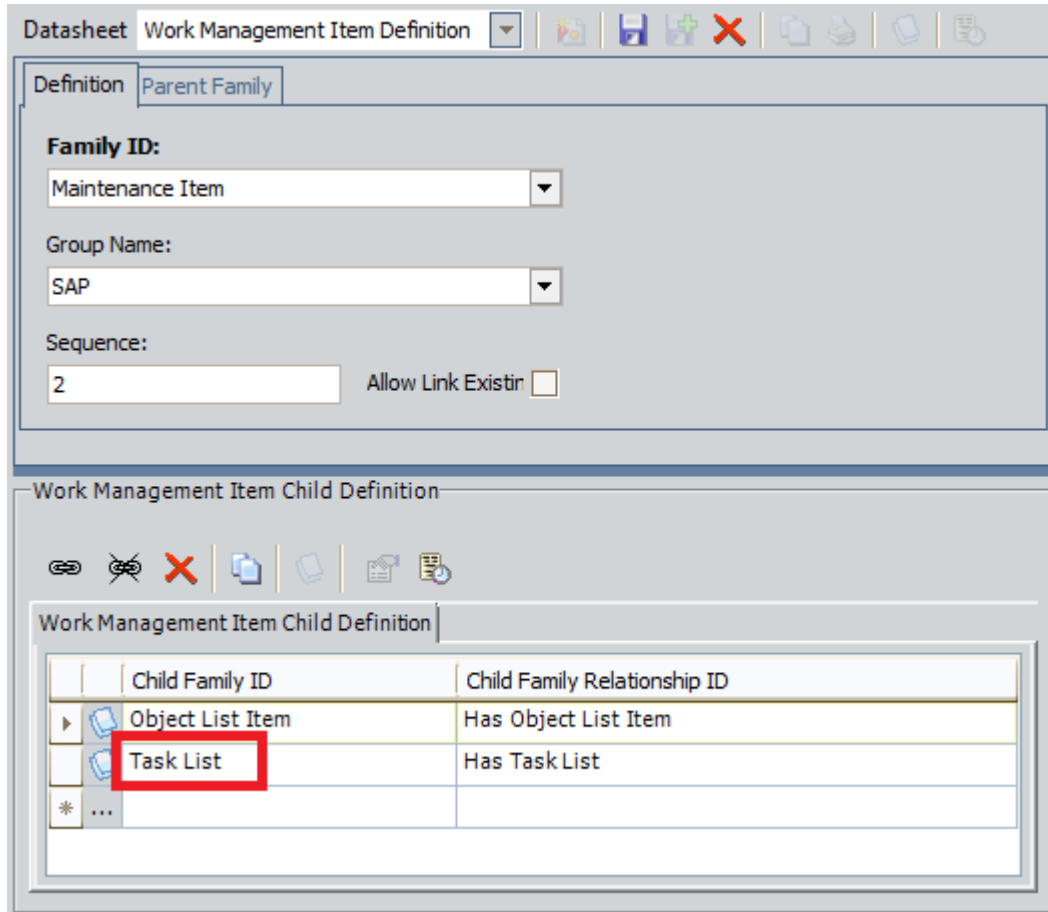 Datasheet Work Management Item Definition
Definition Parent Family
Family ID:
Maintenance Item
Group Name:
SAP
Sequence:
2 Allow Link Existin
Work Management Item Child Definition
Work Management Item Child Definition
Child Family ID Child Family Relationship ID
Object List Item Has Object List Item
Task List Has Task List
* ...